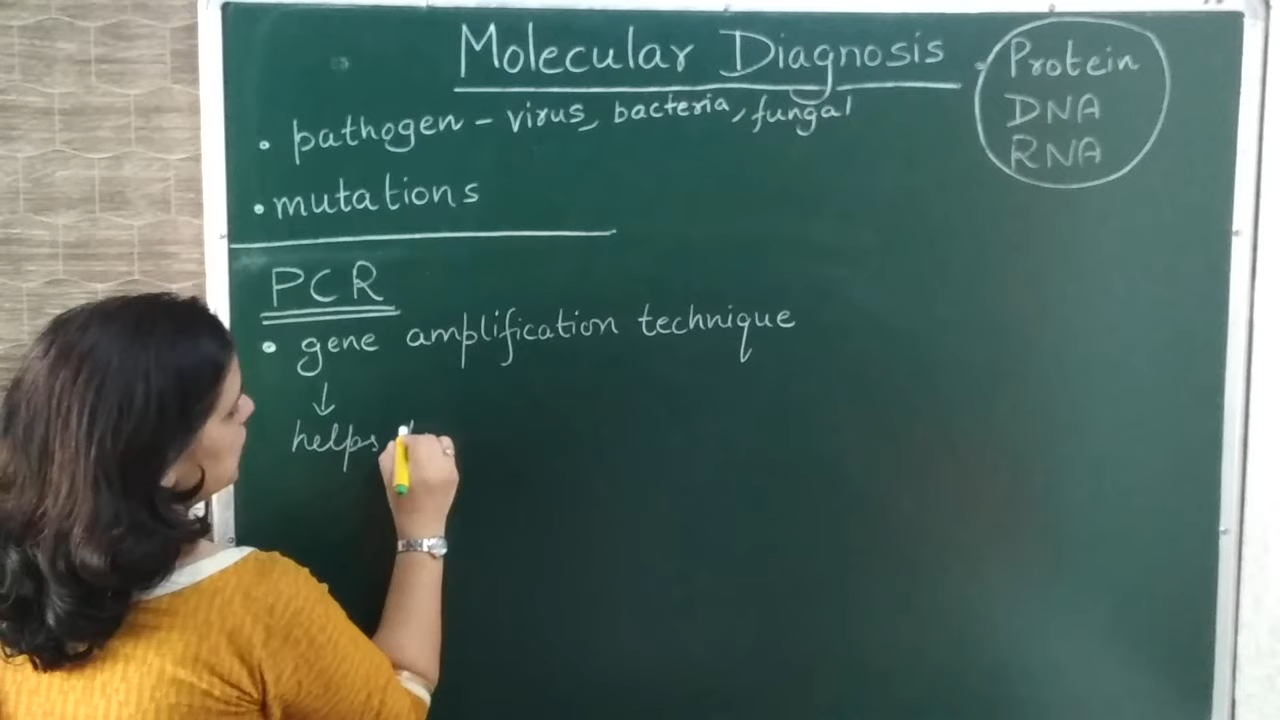 Molecular Diagnosis
Protein
DNA
RNA
• pathogen - virus, bacteria, fungal
• mutations
PCR
• gene amplification technique
↓
helps